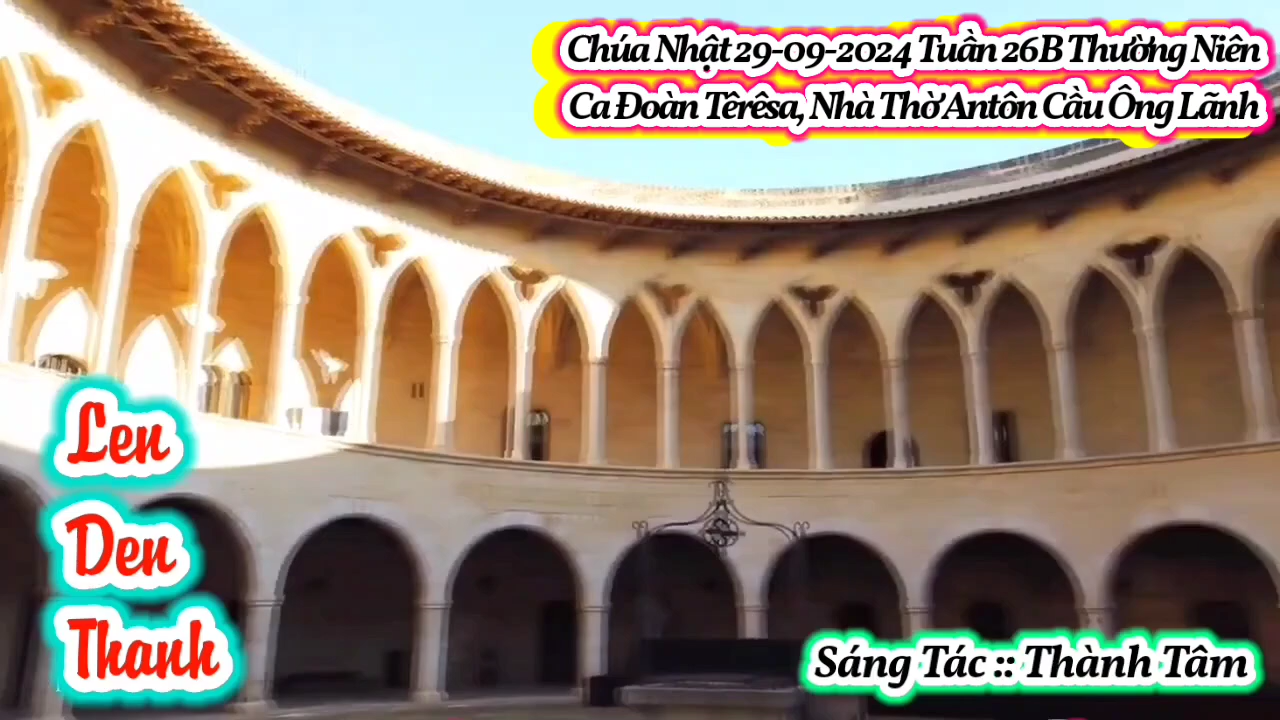 Chúa Nhật 29-09-2024 Tuần 26B Thường Niên
Ca Đoàn Têrêsa, Nhà Thờ Antôn Cầu Ông Lãnh
Len
Den
Thanh
Sáng Tác :: Thành Tâm